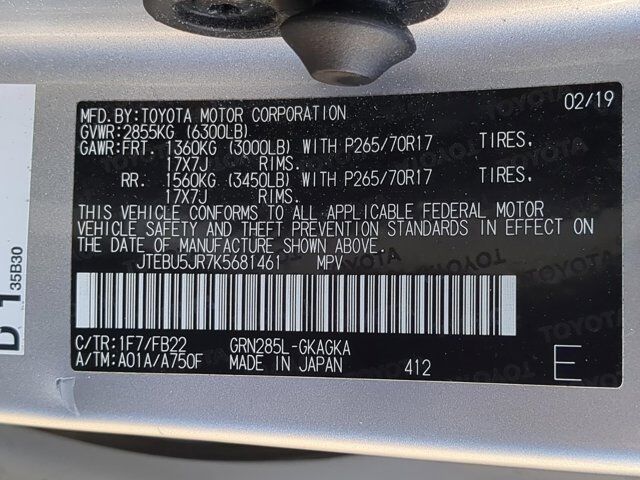 02/19
MFD. BY:TOYOTA MOTOR CORPORATION
GVWR:2855KG (6300LB)
GAWR:FRT. 1360KG (3000LB) WITH P265/70R17 TIRES.
17X7J RIMS.
RR. 1560KG (3450LB) WITH P265/70R17 TIRES.
17X7J RIMS.
THIS VEHICLE CONFORMS TO ALL APPLICABLE FEDERAL MOTOR
VEHICLE SAFETY AND THEFT PREVENTION STANDARDS IN EFFECT ON
THE DATE OF MANUFACTURE SHOWN ABOVE.
JTEBU5JR7K5681461 MPV
C/TR:1F7/FB22 GRN285L-GKAGKA
A/TM:A01A/A750F MADE IN JAPAN 412 E
35B30